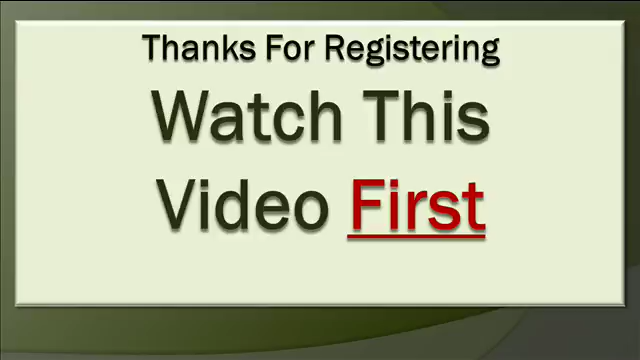 Thanks For Registering
Watch This
Video First